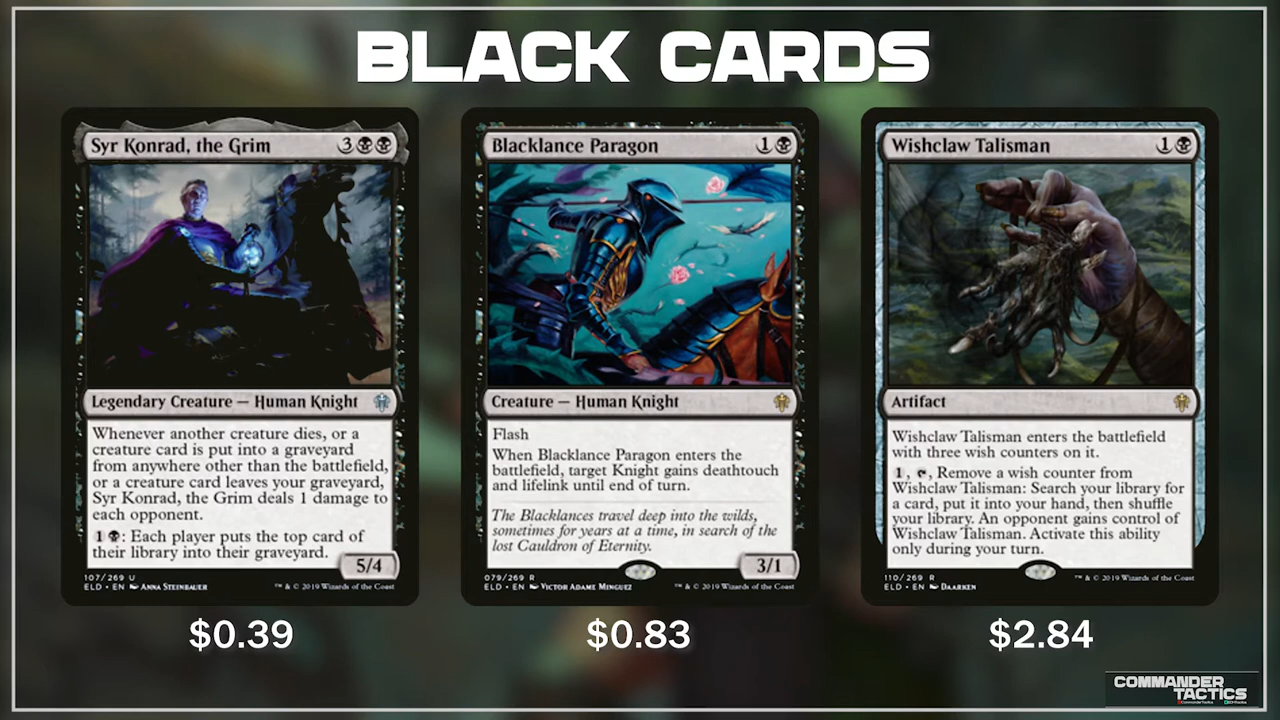 BLACK CARDS
Syr Konrad, the Grim 3
Legendary Creature — Human Knight
Whenever another creature dies, or a
creature card is put into a graveyard
from anywhere other than the battlefield,
or a creature card leaves your graveyard,
Syr Konrad, the Grim deals 1 damage to
each opponent.
1 : Each player puts the top card of
their library into their graveyard.
5/4
107/269 U
ELD • EN Anna Steinbauer ™ & © 2019 Wizards of the Coast
$0.39
Blacklance Paragon 1
Creature — Human Knight
Flash
When Blacklance Paragon enters the
battlefield, target Knight gains deathtouch
and lifelink until end of turn.
The Blacklances travel deep into the wilds,
sometimes for years at a time, in search of the
lost Cauldron of Eternity.
3/1
079/269 R
ELD • EN Victor Adame Minguez ™ & © 2019 Wizards of the Coast
$0.83
Wishclaw Talisman 1
Artifact
Wishclaw Talisman enters the battlefield
with three wish counters on it.
1 , , Remove a wish counter from
Wishclaw Talisman: Search your library for
a card, put it into your hand, then shuffle
your library. An opponent gains control of
Wishclaw Talisman. Activate this ability
only during your turn.
110/269 R
ELD • EN Daarken ™ & © 2019 Wizards of the Coast
$2.84
COMMANDER
TACTICS